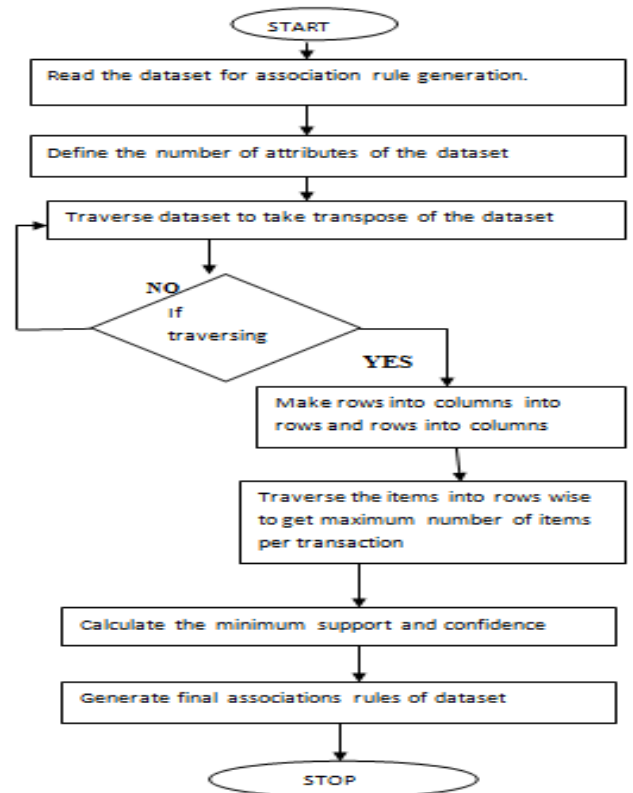 START
Read the dataset for association rule generation.
Define the number of attributes of the dataset
Traverse dataset to take transpose of the dataset
NO
If
traversing
YES
Make rows into columns into
rows and rows into columns
Traverse the items into rows wise
to get maximum number of items
per transaction
Calculate the minimum support and confidence
Generate final associations rules of dataset
STOP